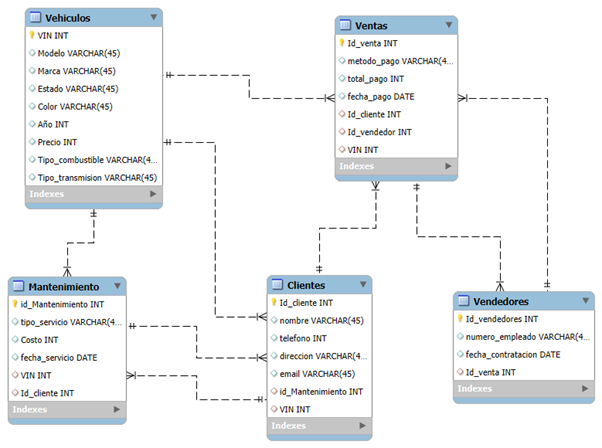 Vehiculos
VIN INT
Modelo VARCHAR(45)
Marca VARCHAR(45)
Estado VARCHAR(45)
Color VARCHAR(45)
Año INT
Precio INT
Tipo_combustible VARCHAR(4...
Tipo_transmision VARCHAR(45)
Indexes
Ventas
Id_venta INT
metodo_pago VARCHAR(4...
total_pago INT
fecha_pago DATE
Id_cliente INT
Id_vendedor INT
VIN INT
Indexes
Mantenimiento
id_Mantenimiento INT
tipo_servicio VARCHAR(4...
Costo INT
fecha_servicio DATE
VIN INT
Id_cliente INT
Indexes
Clientes
Id_cliente INT
nombre VARCHAR(45)
telefono INT
direccion VARCHAR(4...
email VARCHAR(45)
id_Mantenimiento INT
VIN INT
Indexes
Vendedores
Id_vendedores INT
numero_empleado VARCHAR(4...
fecha_contratacion DATE
Id_venta INT
Indexes